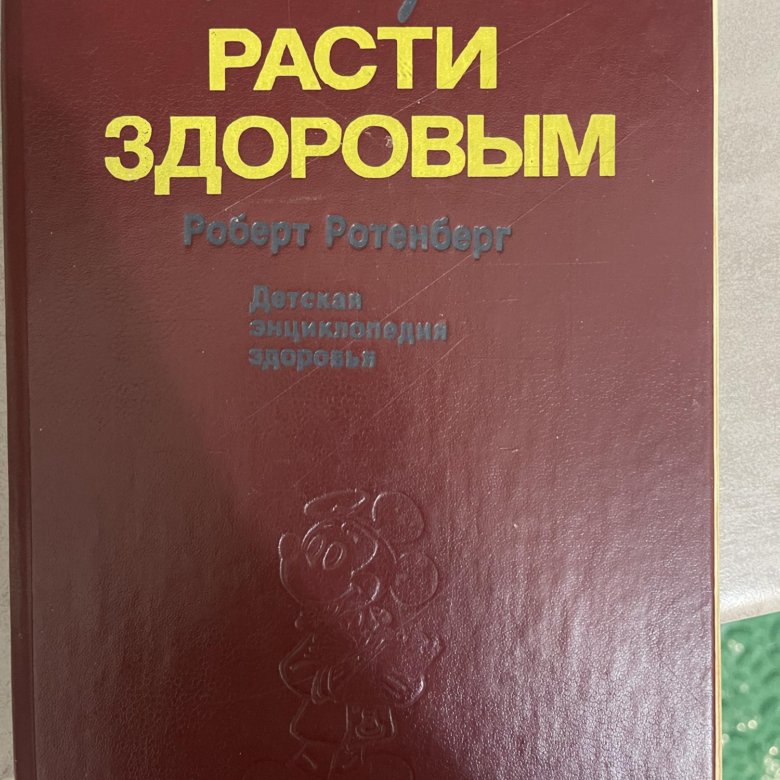 РАСТИ
ЗДОРОВЫМ
Роберт Ротенберг
Детская
энциклопедия
здоровья